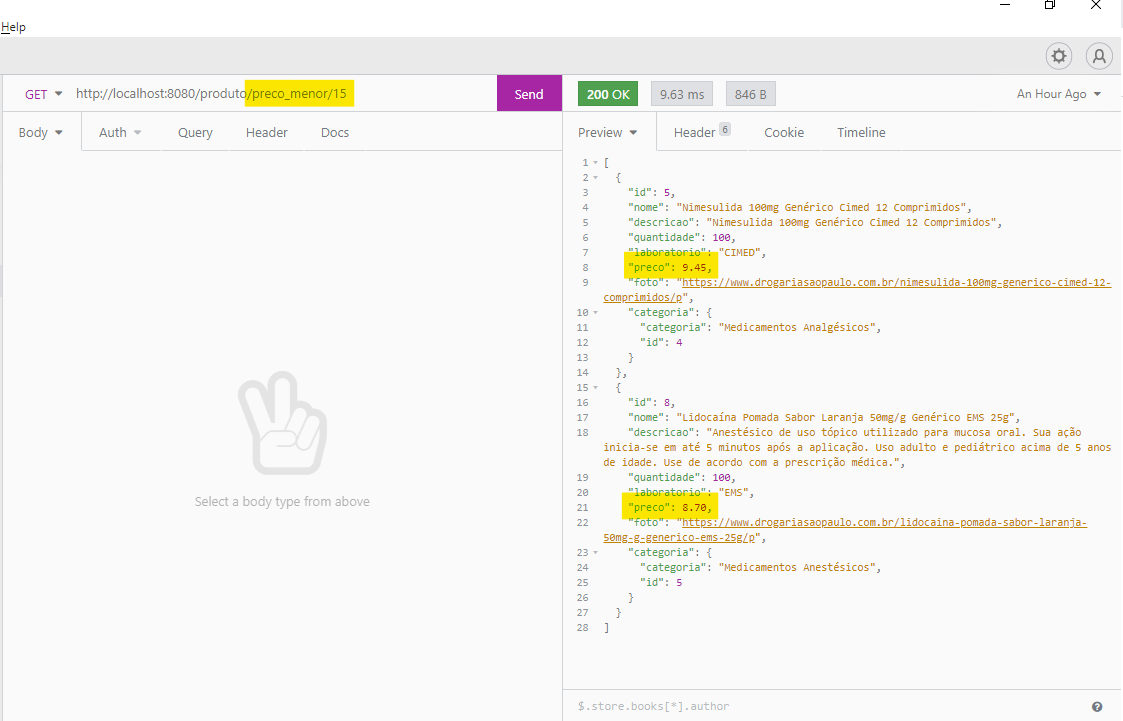 Help
GET http://localhost:8080/produto/preco_menor/15 Send 200 OK 9.63 ms 846 B An Hour Ago
Body Auth Query Header Docs Preview Header 6 Cookie Timeline
Select a body type from above
1 [
2 {
3 "id": 5,
4 "nome": "Nimesulida 100mg Genérico Cimed 12 Comprimidos",
5 "descricao": "Nimesulida 100mg Genérico Cimed 12 Comprimidos",
6 "quantidade": 100,
7 "laboratorio": "CIMED",
8 "preco": 9.45,
9 "foto": "https://www.drogariasaopaulo.com.br/nimesulida-100mg-generico-cimed-12-
comprimidos/p",
10 "categoria": {
11 "categoria": "Medicamentos Analgésicos",
12 "id": 4
13 }
14 },
15 {
16 "id": 8,
17 "nome": "Lidocaína Pomada Sabor Laranja 50mg/g Genérico EMS 25g",
18 "descricao": "Anestésico de uso tópico utilizado para mucosa oral. Sua ação
inicia-se em até 5 minutos após a aplicação. Uso adulto e pediátrico acima de 5 anos
de idade. Use de acordo com a prescrição médica.",
19 "quantidade": 100,
20 "laboratorio": "EMS",
21 "preco": 8.70,
22 "foto": "https://www.drogariasaopaulo.com.br/lidocaina-pomada-sabor-laranja-
50mg-g-generico-ems-25g/p",
23 "categoria": {
24 "categoria": "Medicamentos Anestésicos",
25 "id": 5
26 }
27 }
28 ]
$.store.books[*].author